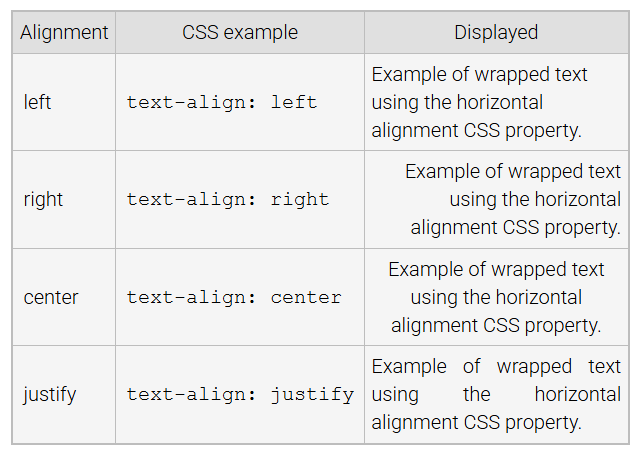 Alignment CSS example Displayed
left text-align: left Example of wrapped text
using the horizontal
alignment CSS property.
right text-align: right Example of wrapped text
using the horizontal
alignment CSS property.
center text-align: center Example of wrapped text
using the horizontal
alignment CSS property.
justify text-align: justify Example of wrapped text
using the horizontal
alignment CSS property.